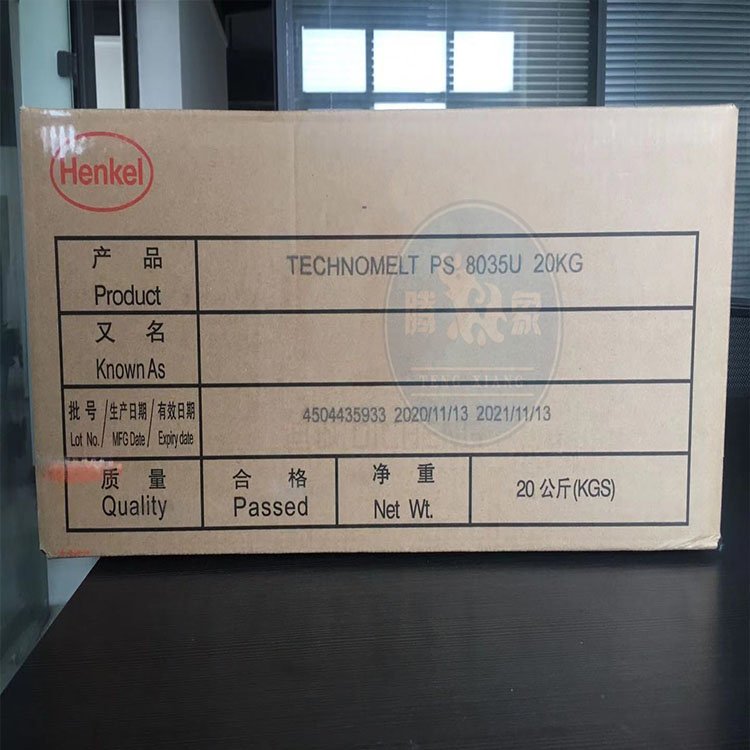 Henkel
产 品
Product
TECHNOMELT PS 8035U 20KG
又 名
Known As
批 号 / 生产日期 / 有效日期
Lot No. / MFG Date / Expiry date
4504435933 2020/11/13 2021/11/13
质 量
Quality
合 格
Passed
净 重
Net Wt.
20 公斤(KGS)
TENG XIANG